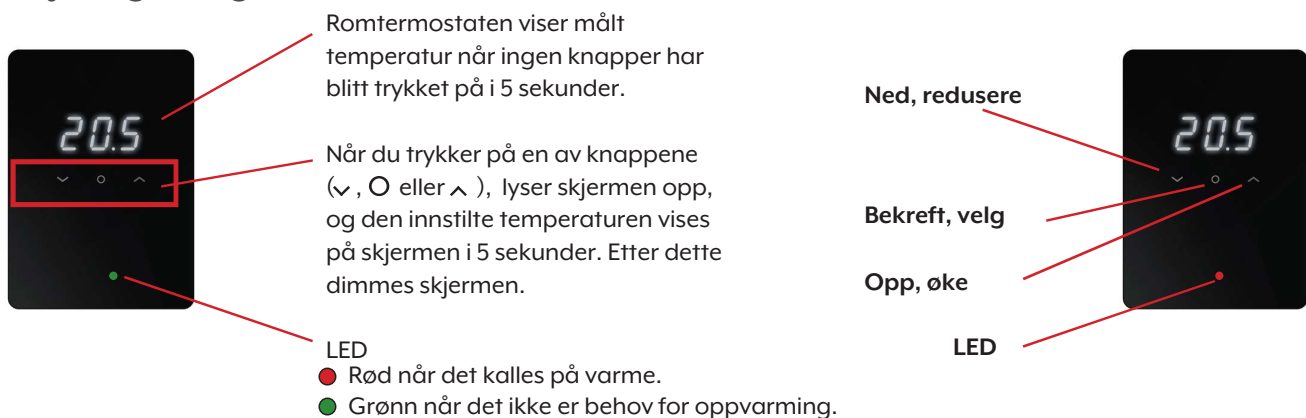 Romtermostaten viser målt
temperatur når ingen knapper har
blitt trykket på i 5 sekunder.
20.5
Når du trykker på en av knappene
(⌄ , O eller ⌃ ), lyser skjermen opp,
og den innstilte temperaturen vises
på skjermen i 5 sekunder. Etter dette
dimmes skjermen.
LED
Rød når det kalles på varme.
Grønn når det ikke er behov for oppvarming.
Ned, redusere
20.5
Bekreft, velg
Opp, øke
LED